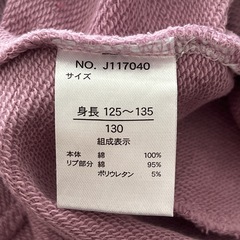 NO. J117040
サイズ
身長 125～135
130
組成表示
本体 綿 100%
リブ部分 綿 95%
ポリウレタン 5%